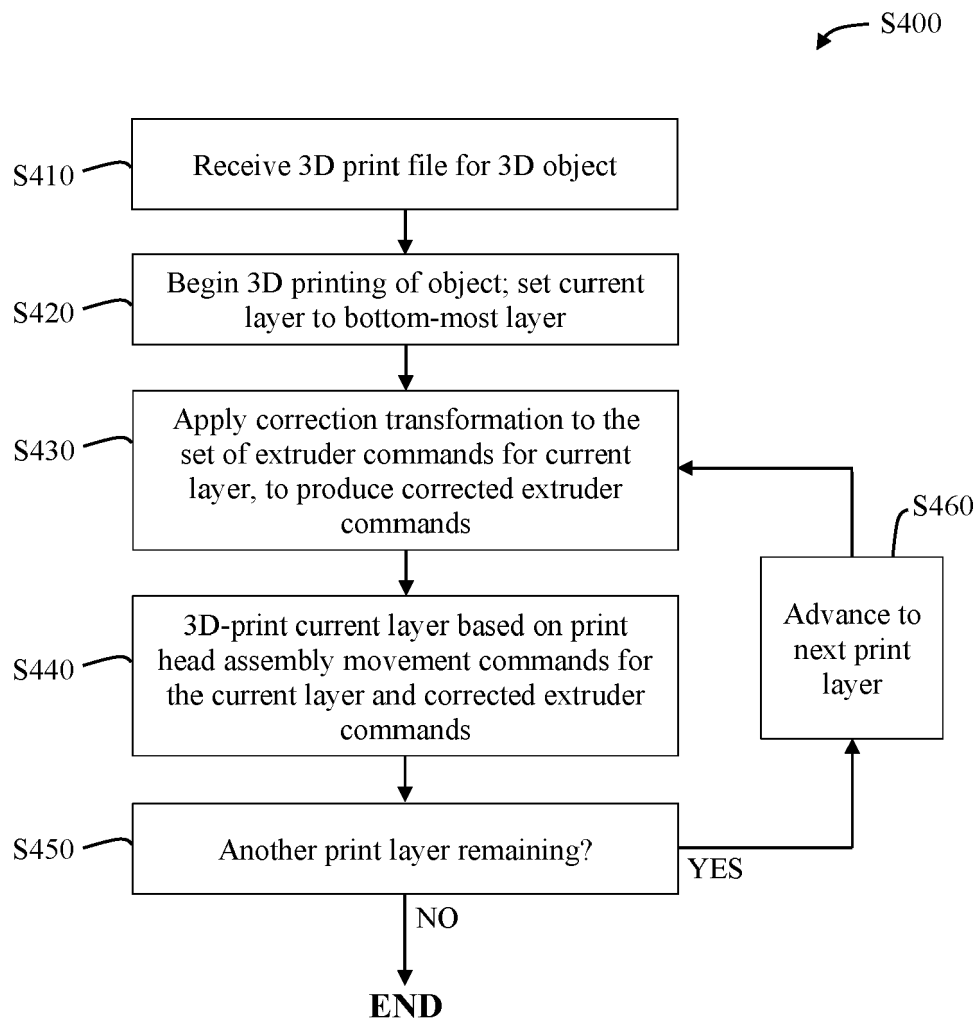 S400
S410
Receive 3D print file for 3D object
S420
Begin 3D printing of object; set current
layer to bottom-most layer
S430
Apply correction transformation to the
set of extruder commands for current
layer, to produce corrected extruder
commands
S460
Advance to
next print
layer
S440
3D-print current layer based on print
head assembly movement commands for
the current layer and corrected extruder
commands
S450
Another print layer remaining?
YES
NO
END